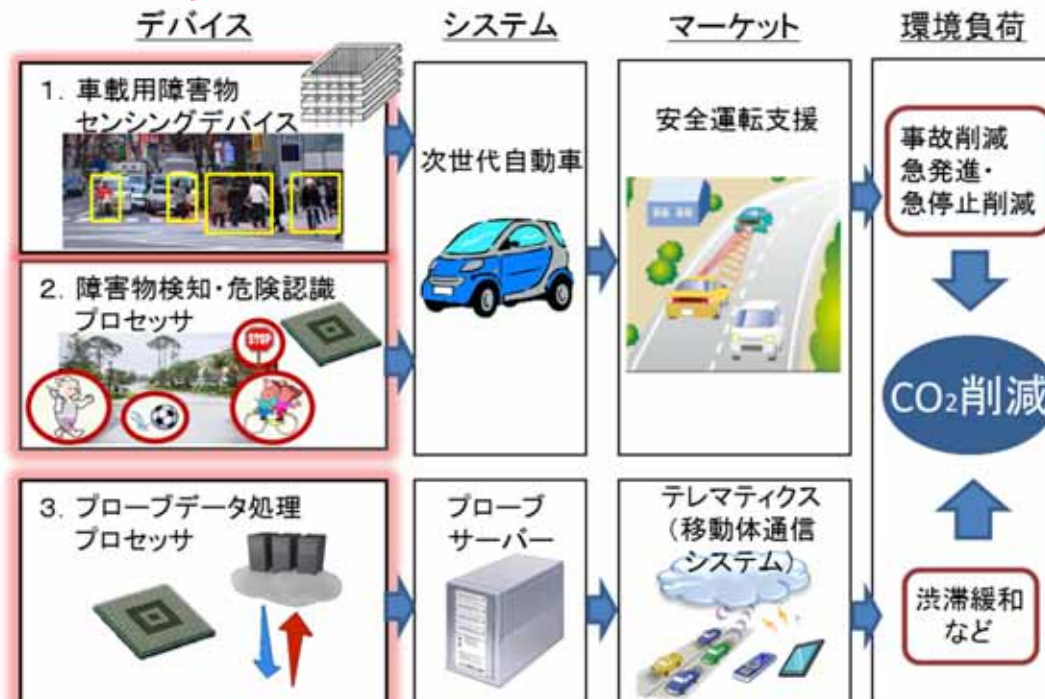 デバイス
システム
マーケット
環境負荷
1. 車載用障害物
センシングデバイス
次世代自動車
安全運転支援
事故削減
急発進・
急停止削減
2. 障害物検知・危険認識
プロセッサ
STOP
CO₂削減
3. プローブデータ処理
プロセッサ
プローブ
サーバー
テレマティクス
(移動体通信
システム)
渋滞緩和
など